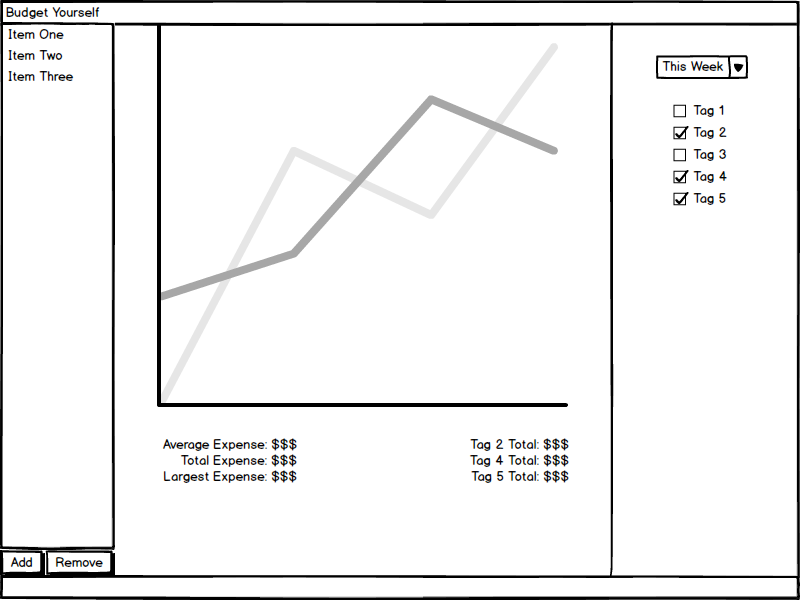 Budget Yourself
Item One
Item Two
Item Three
This Week
Tag 1
Tag 2
Tag 3
Tag 4
Tag 5
Average Expense: $$$
Total Expense: $$$
Largest Expense: $$$
Tag 2 Total: $$$
Tag 4 Total: $$$
Tag 5 Total: $$$
Add
Remove